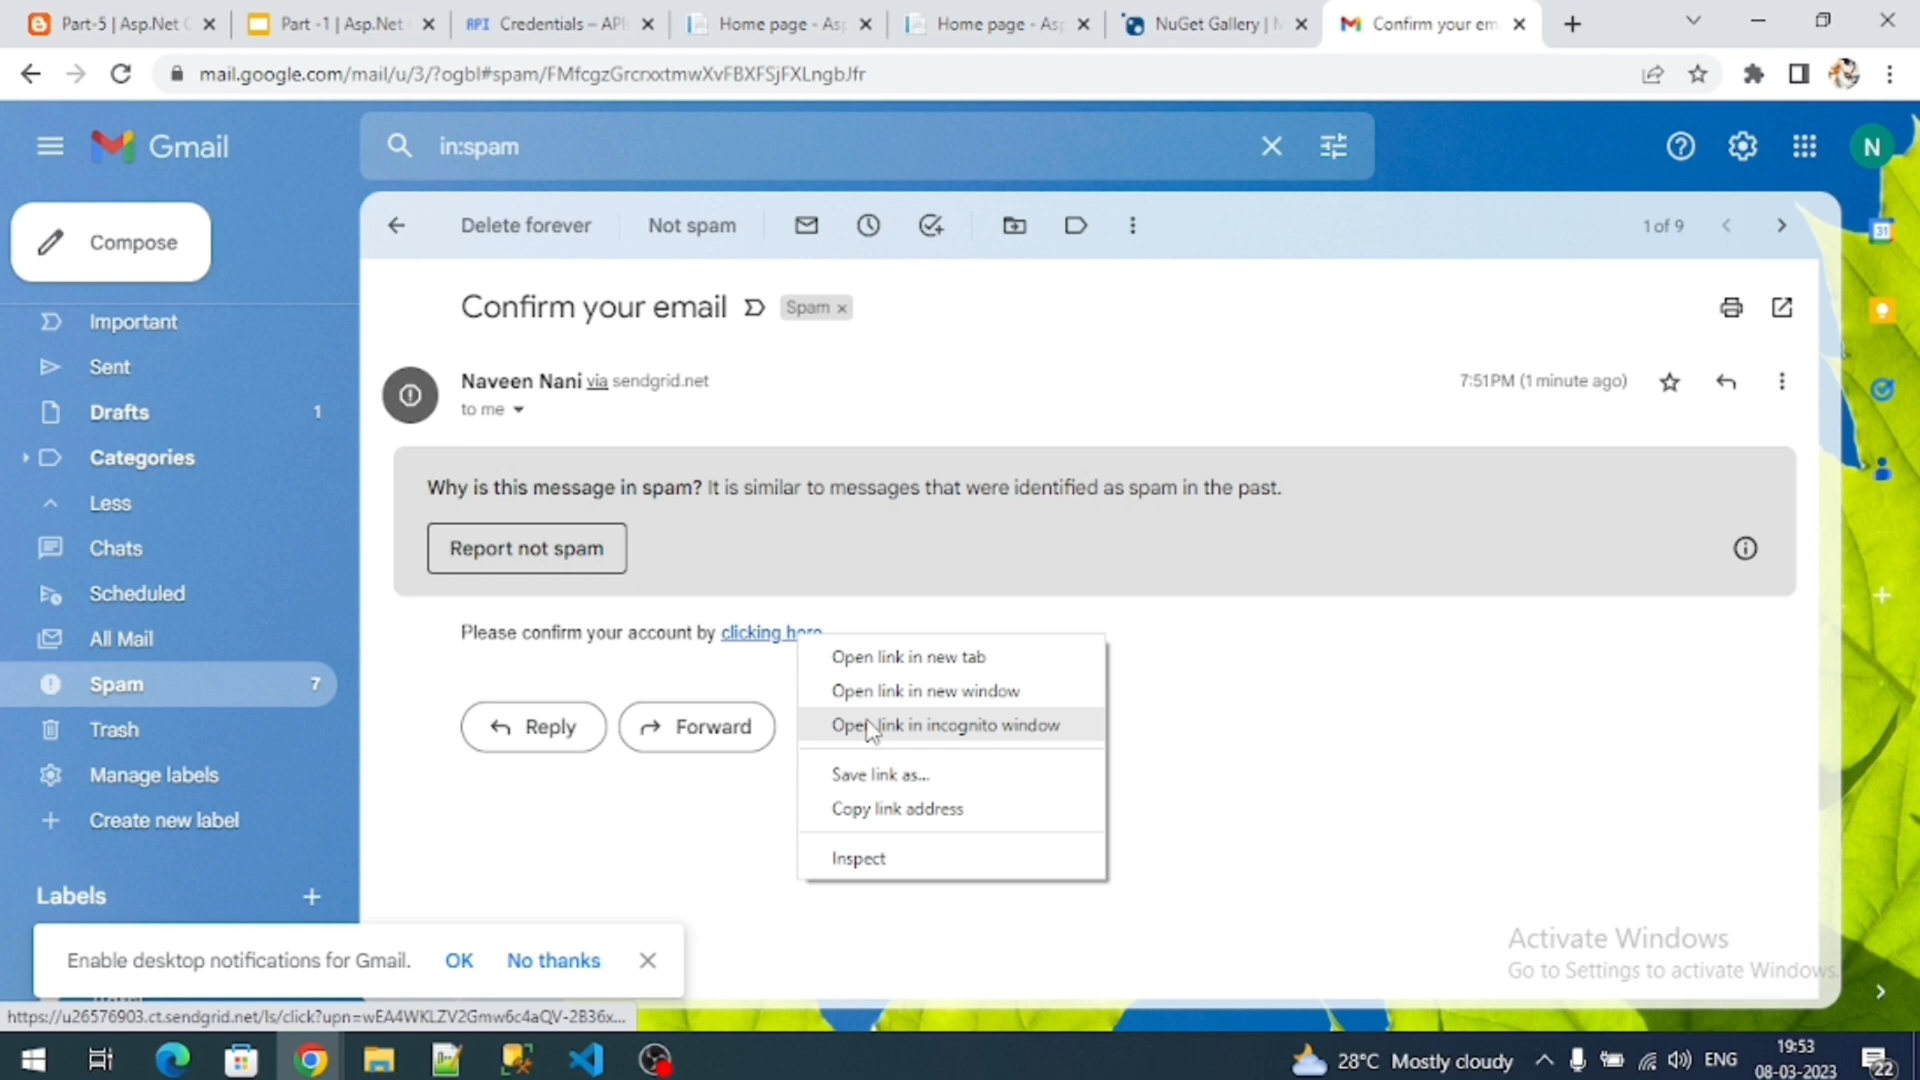 Part-5 | Asp.Net C
Part -1 | Asp.Net
API
Credentials – APIs
Home page - Asp
Home page - Asp
NuGet Gallery |
Confirm your em
mail.google.com/mail/u/3/?ogbl#spam/FMfcgzGrcrxxtmwXvFBXFSjFXLngbJfr
Gmail
in:spam
N
Compose
Delete forever
Not spam
1 of 9
31
Important
Sent
Drafts 1
Categories
Less
Chats
Scheduled
All Mail
Spam 7
Trash
Manage labels
Create new label
Labels
Confirm your email
Spam ×
Naveen Nani via sendgrid.net
7:51PM (1 minute ago)
to me
Why is this message in spam? It is similar to messages that were identified as spam in the past.
Report not spam
Please confirm your account by clicking here
Reply
Forward
Open link in new tab
Open link in new window
Open link in incognito window
Save link as...
Copy link address
Inspect
Enable desktop notifications for Gmail. OK No thanks
Activate Windows
Go to Settings to activate Windows.
https://u26576903.ct.sendgrid.net/ls/click?upn=wEA4WKLZV2Gmw6c4aQV-2B36x...
28°C Mostly cloudy
ENG
19:53
08-03-2023
22